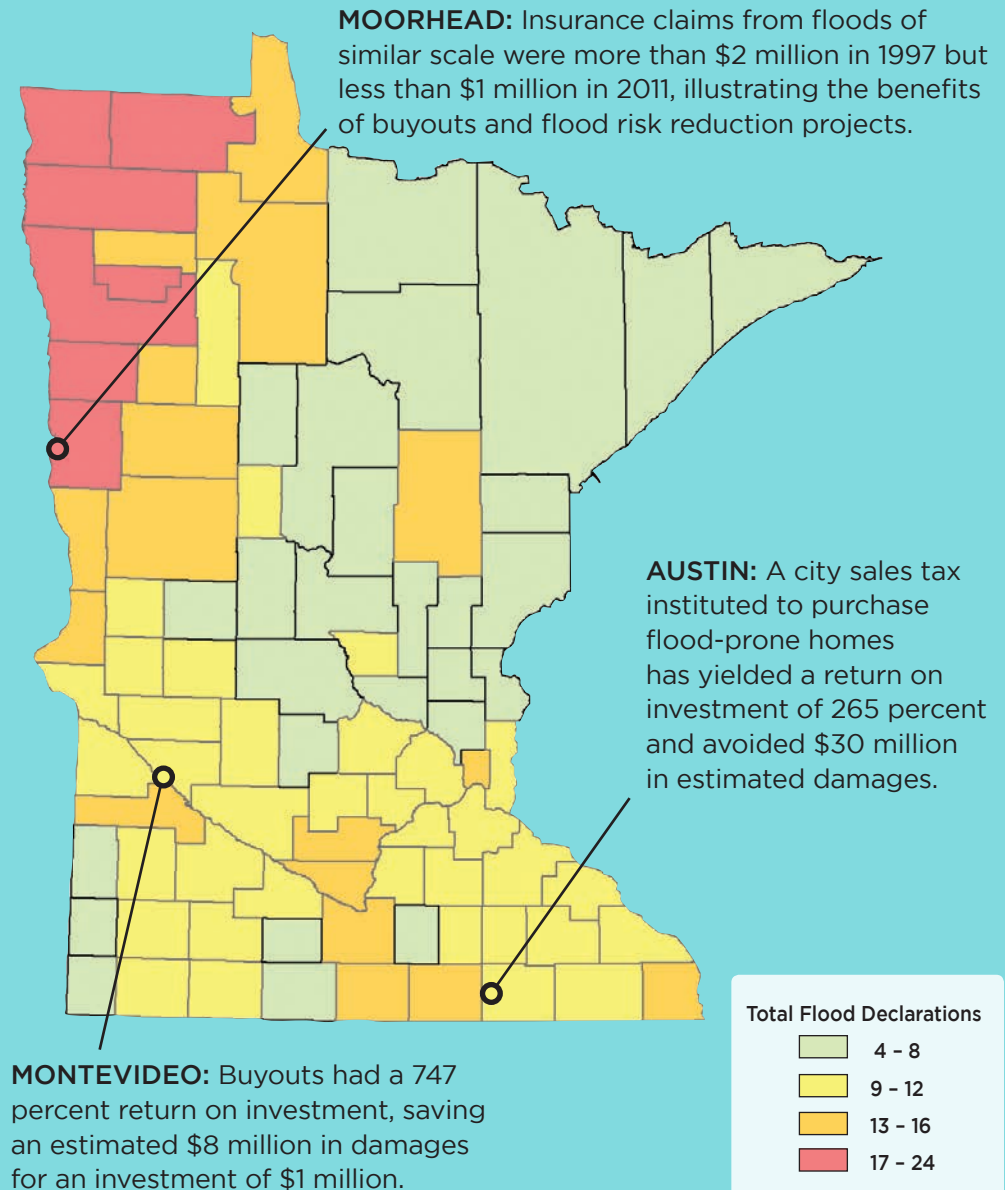 MOORHEAD: Insurance claims from floods of
similar scale were more than $2 million in 1997 but
less than $1 million in 2011, illustrating the benefits
of buyouts and flood risk reduction projects.
AUSTIN: A city sales tax
instituted to purchase
flood-prone homes
has yielded a return on
investment of 265 percent
and avoided $30 million
in estimated damages.
MONTEVIDEO: Buyouts had a 747
percent return on investment, saving
an estimated $8 million in damages
for an investment of $1 million.
Total Flood Declarations
4 – 8
9 – 12
13 – 16
17 – 24